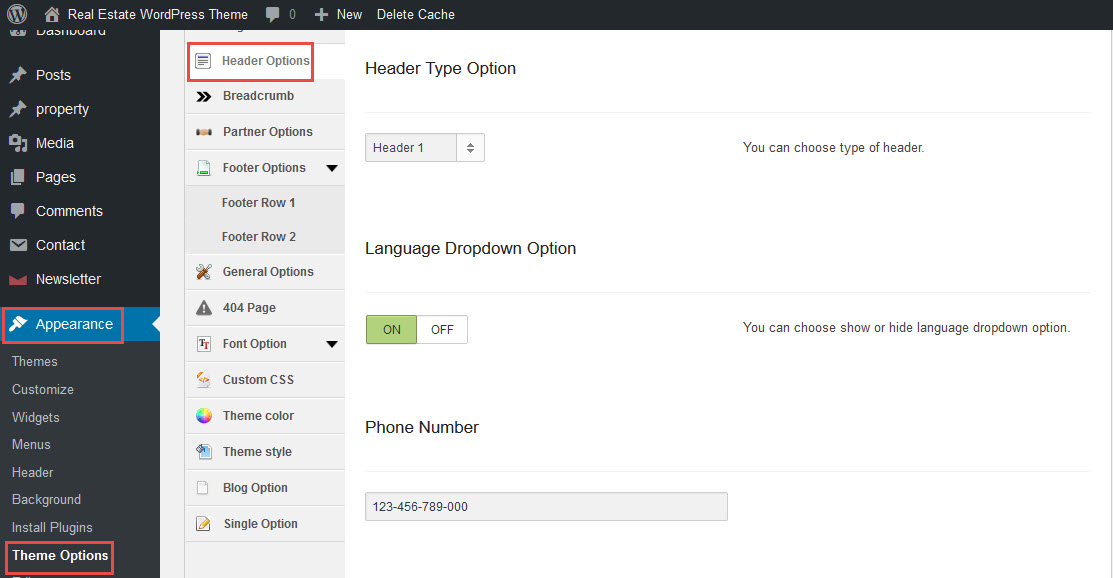 Real Estate WordPress Theme 0 New Delete Cache
Dashboard
Posts
property
Media
Pages
Comments
Contact
Newsletter
Appearance
Themes
Customize
Widgets
Menus
Header
Background
Install Plugins
Theme Options
Header Options
Breadcrumb
Partner Options
Footer Options
Footer Row 1
Footer Row 2
General Options
404 Page
Font Option
Custom CSS
Theme color
Theme style
Blog Option
Single Option
Header Type Option
Header 1
You can choose type of header.
Language Dropdown Option
ON OFF
You can choose show or hide language dropdown option.
Phone Number
123-456-789-000